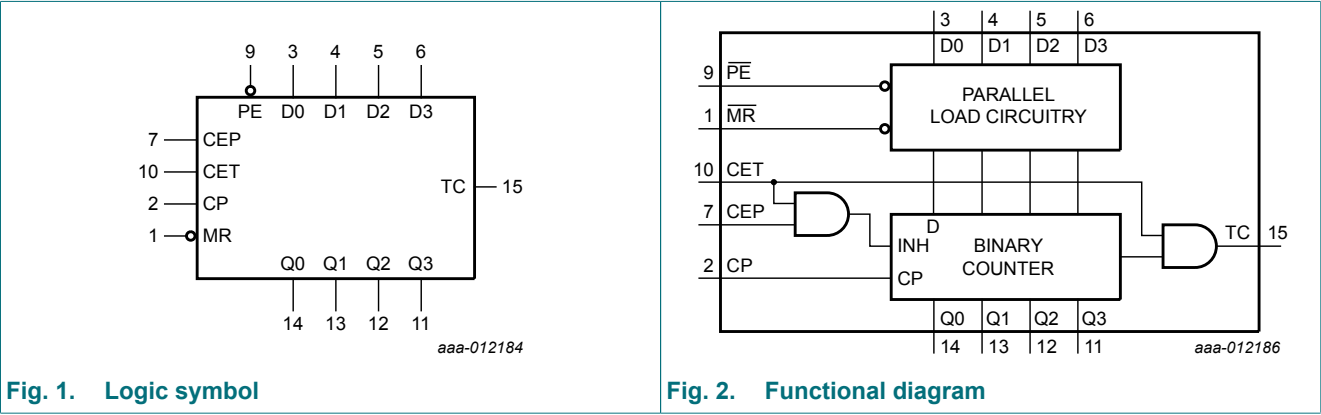 9 3 4 5 6
PE D0 D1 D2 D3
7 CEP
10 CET
2 CP
1 MR
TC 15
Q0 Q1 Q2 Q3
14 13 12 11
aaa-012184
Fig. 1. Logic symbol
3 4 5 6
D0 D1 D2 D3
9 PE
1 MR
PARALLEL
LOAD CIRCUITRY
10 CET
7 CEP
2 CP
D
INH
CP
BINARY
COUNTER
TC 15
Q0 Q1 Q2 Q3
14 13 12 11
aaa-012186
Fig. 2. Functional diagram